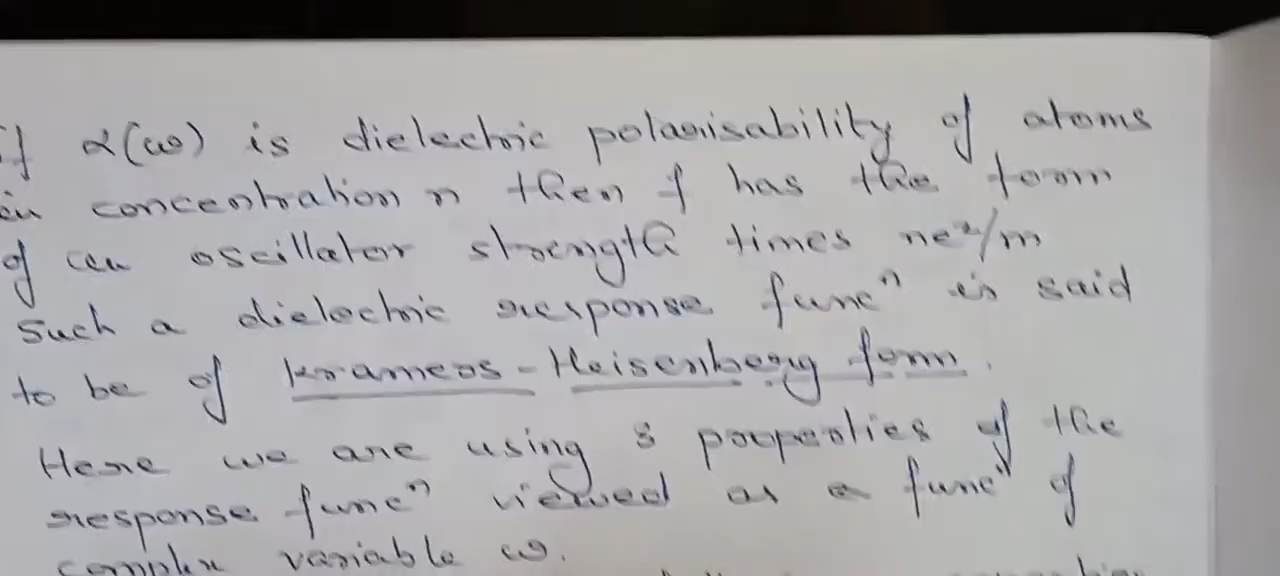 if α(ω) is dielectric polarisability of atoms
in concentration n then f has the form
of an oscillator strength times ne²/m
Such a dielectric response funcⁿ is said
to be of Kramers-Heisenberg form.
Here we are using 3 properties of the
response funcⁿ viewed as a funcⁿ of
complex variable ω.